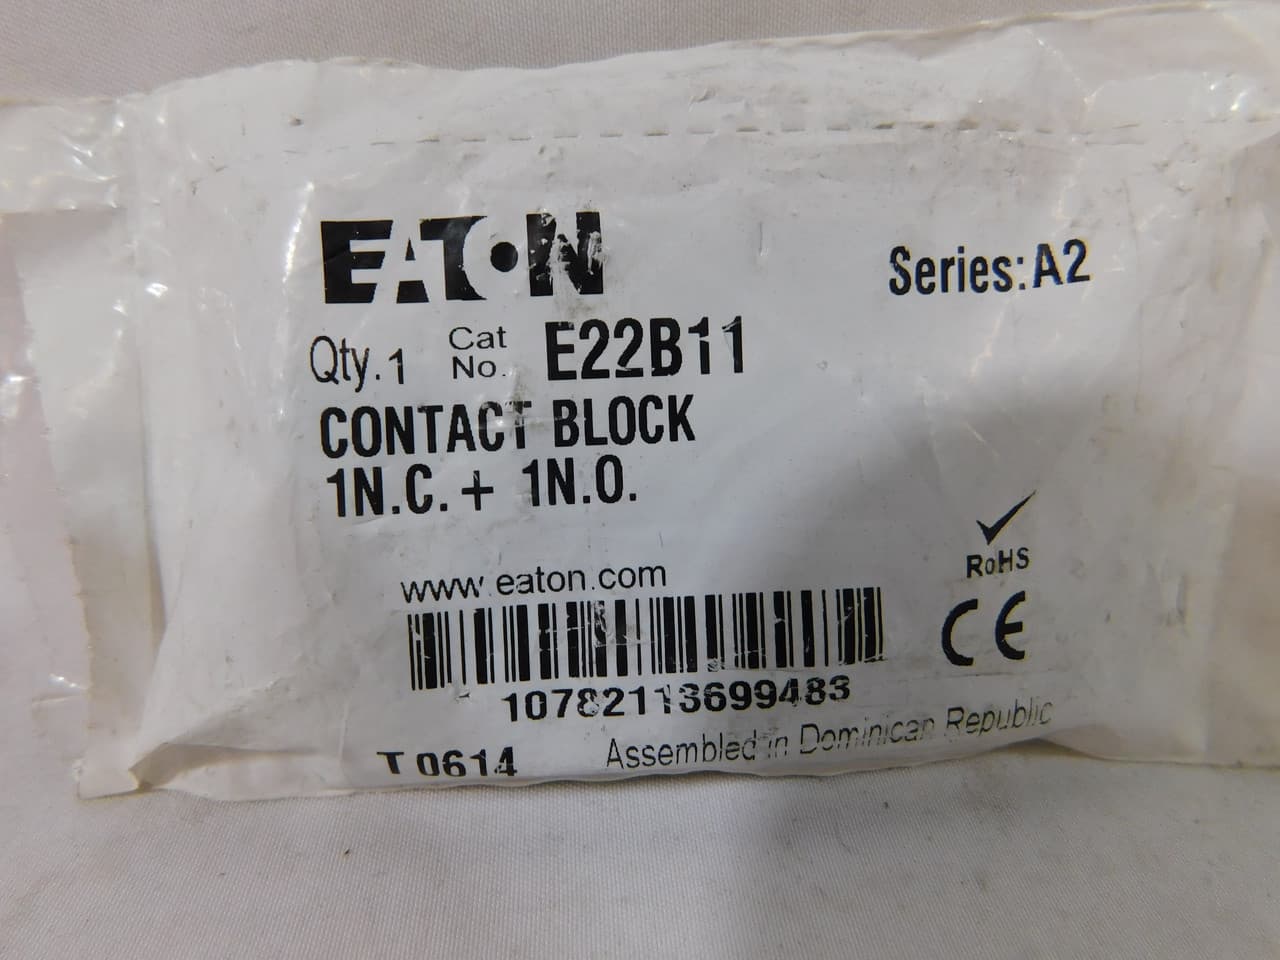 EATON
Series: A2
Qty. 1 Cat No. E22B11
CONTACT BLOCK
1N.C. + 1N.O.
RoHS
www.eaton.com
CE
10782113699483
T 0614 Assembled in Dominican Republic